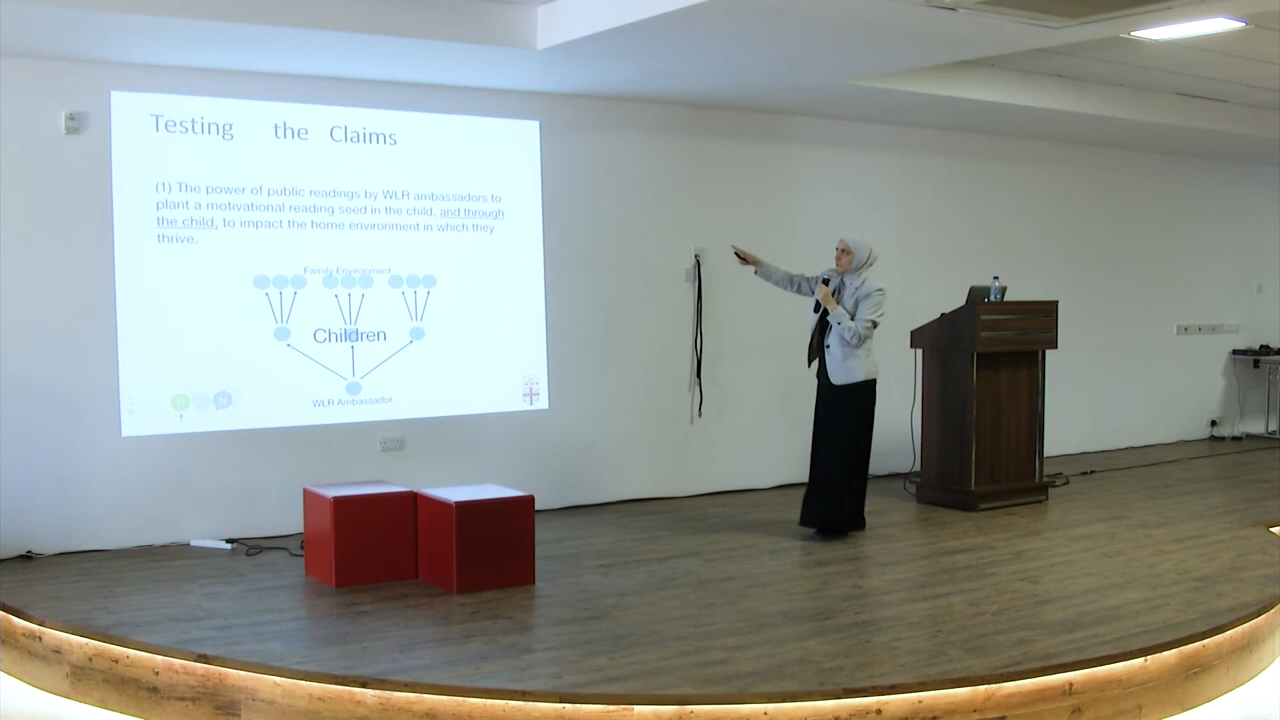 Testing the Claims
(1) The power of public readings by WLR ambassadors to
plant a motivational reading seed in the child, and through
the child, to impact the home environment in which they
thrive.
Family Environment
Children
WLR Ambassador